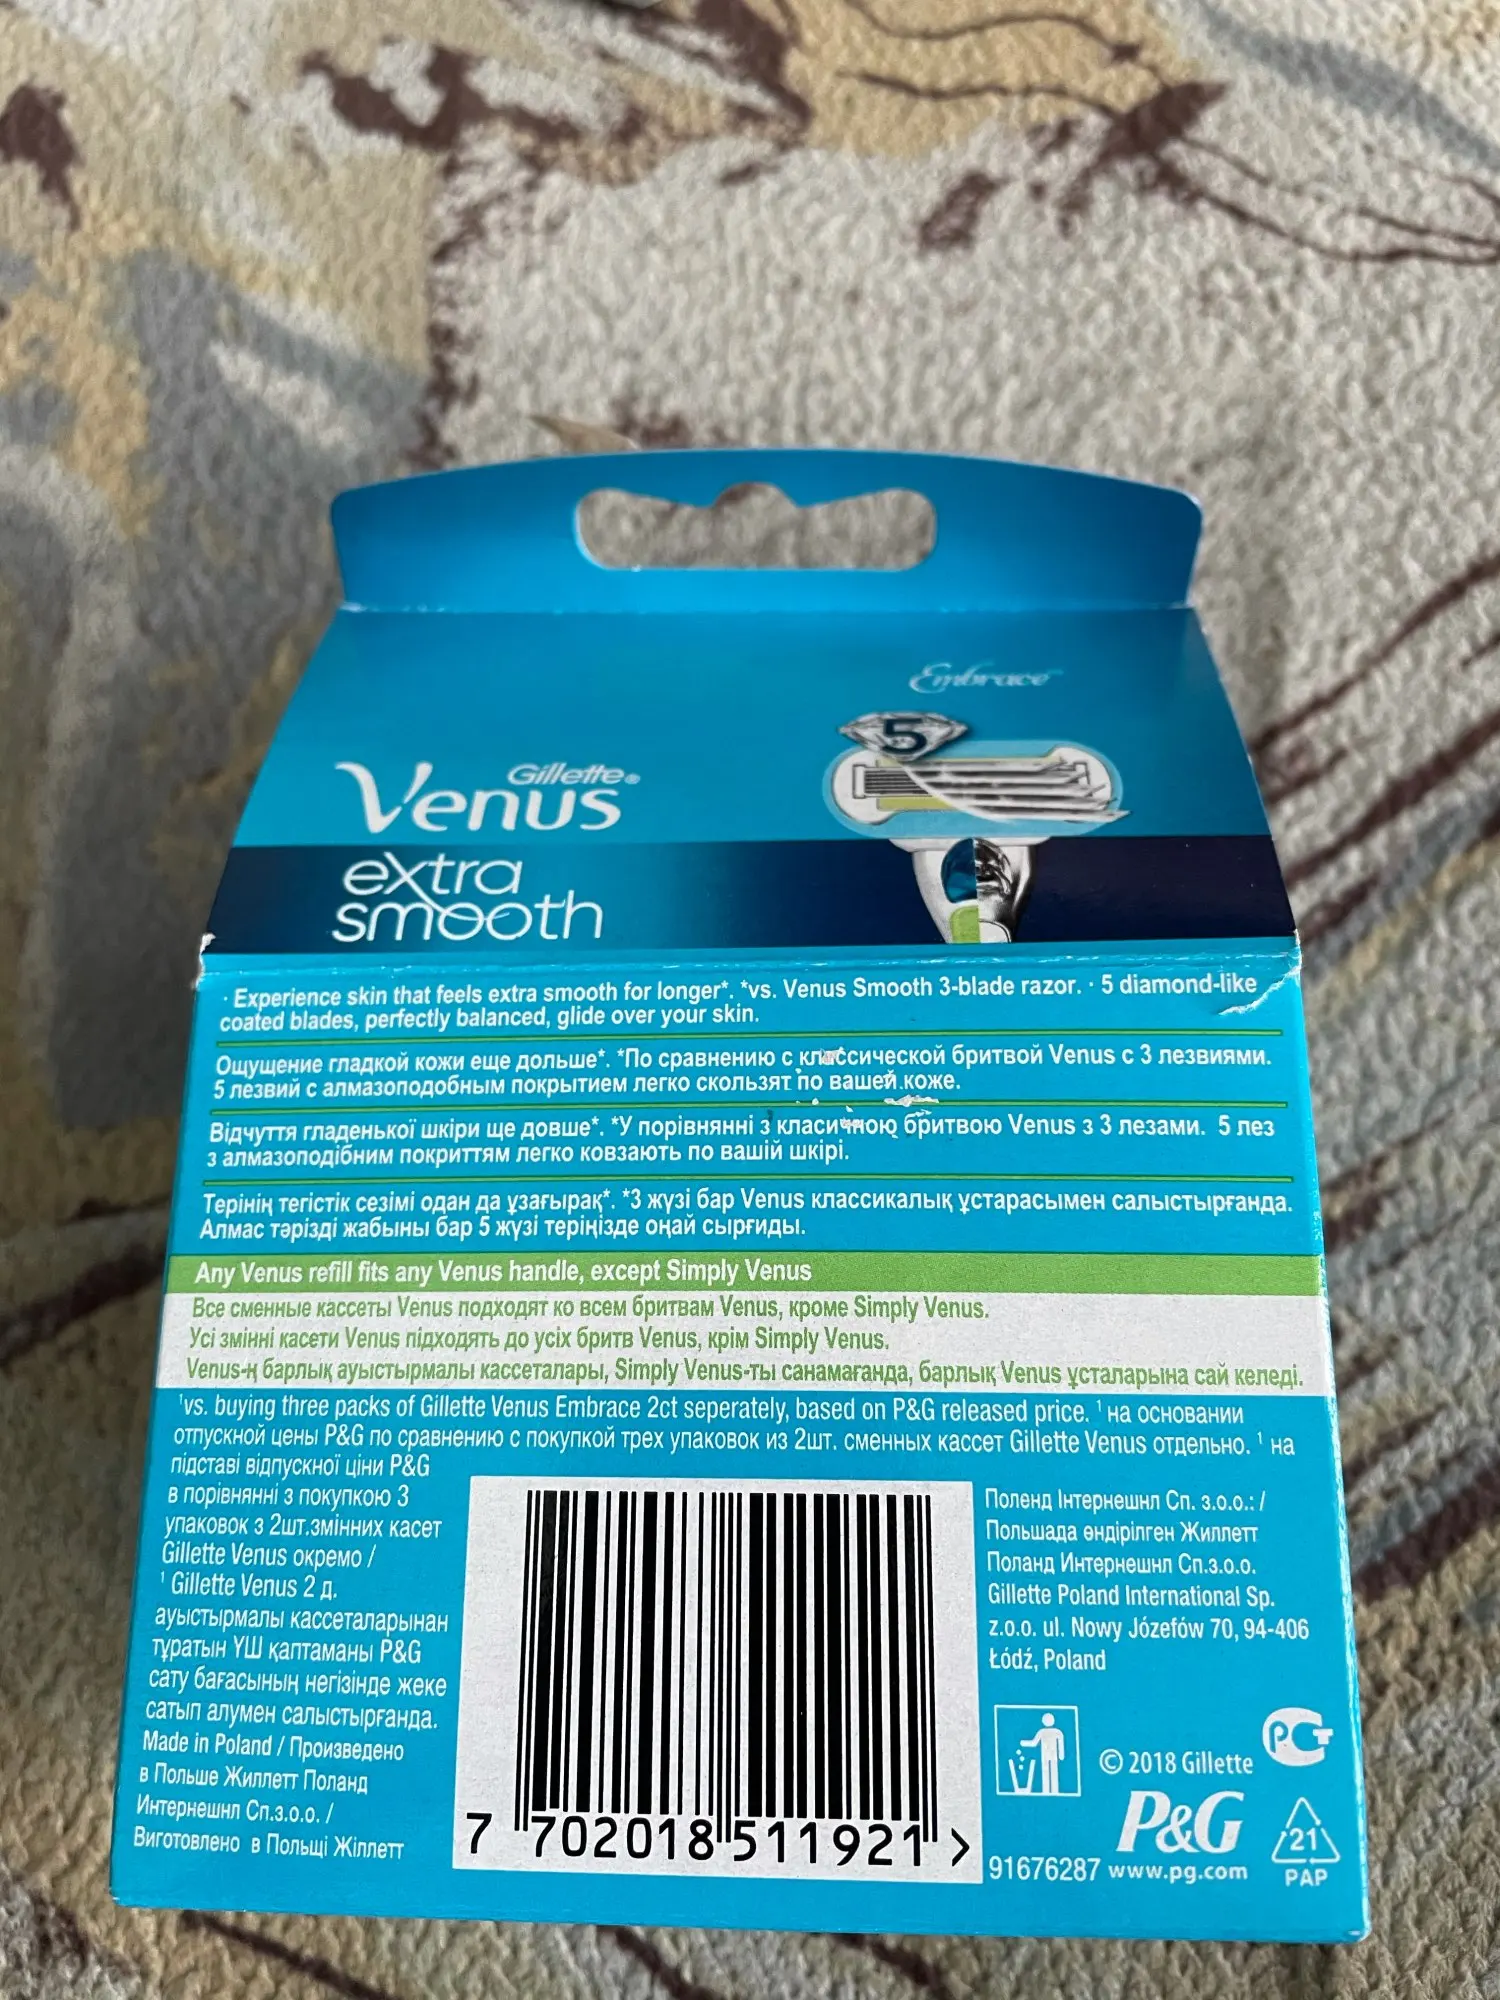 Embrace
5
Gillette®
Venus
extra
smooth
· Experience skin that feels extra smooth for longer*. *vs. Venus Smooth 3-blade razor. · 5 diamond-like
coated blades, perfectly balanced, glide over your skin.
Ощущение гладкой кожи еще дольше*. *По сравнению с классической бритвой Venus с 3 лезвиями.
5 лезвий с алмазоподобным покрытием легко скользят по вашей коже.
Відчуття гладенької шкіри ще довше*. *У порівнянні з класичною бритвою Venus з 3 лезами. 5 лез
з алмазоподібним покриттям легко ковзають по вашій шкірі.
Терінің тегістік сезімі одан да ұзағырақ*. *3 жүзі бар Venus классикалық ұстарасымен салыстырғанда.
Алмас тәрізді жабыны бар 5 жүзі теріңізде оңай сырғиды.
Any Venus refill fits any Venus handle, except Simply Venus
Все сменные кассеты Venus подходят ко всем бритвам Venus, кроме Simply Venus.
Усі змінні касети Venus підходять до усіх бритв Venus, крім Simply Venus.
Venus-ң барлық ауыстырмалы кассеталары, Simply Venus-ты санамағанда, барлық Venus ұсталарына сай келеді.
¹vs. buying three packs of Gillette Venus Embrace 2ct seperately, based on P&G released price. ¹ на основании
отпускной цены P&G по сравнению с покупкой трех упаковок из 2шт. сменных кассет Gillette Venus отдельно. ¹ на
підставі відпускної ціни P&G
в порівнянні з покупкою 3
упаковок з 2шт.змінних касет
Gillette Venus окремо /
¹ Gillette Venus 2 д.
ауыстырмалы кассеталарынан
тұратын ҮШ қаптаманы P&G
сату бағасының негізінде жеке
сатып алумен салыстырғанда.
Made in Poland / Произведено
в Польше Жиллетт Поланд
Интернешнл Сп.з.о.о. /
Виготовлено в Польщі Жіллетт
7 702018 511921 >
Поленд Інтернешнл Сп. з.о.о.: /
Польшада өндірілген Жиллетт
Поланд Интернешнл Сп.з.о.о.
Gillette Poland International Sp.
z.o.o. ul. Nowy Józefów 70, 94-406
Łódź, Poland
© 2018 Gillette
РСТ
P&G
91676287 www.pg.com
21
PAP